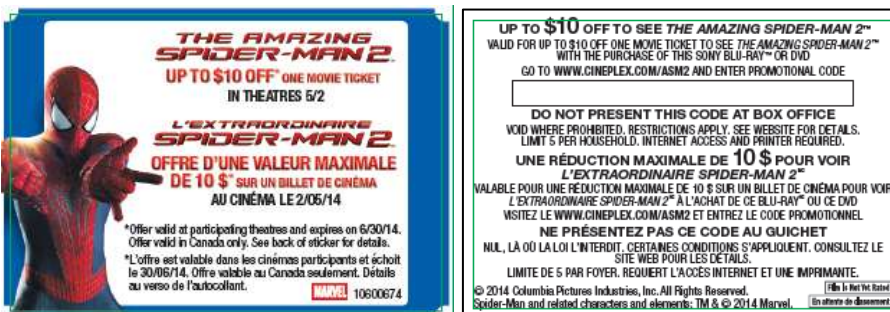 THE AMAZING
SPIDER-MAN 2™
UP TO $10 OFF* ONE MOVIE TICKET
IN THEATRES 5/2
L'EXTRAORDINAIRE
SPIDER-MAN 2
OFFRE D'UNE VALEUR MAXIMALE
DE 10 $* SUR UN BILLET DE CINÉMA
AU CINÉMA LE 2/05/14
*Offer valid at participating theatres and expires on 6/30/14.
Offer valid in Canada only. See back of sticker for details.
*L'offre est valable dans les cinémas participants et échoit
le 30/06/14. Offre valable au Canada seulement. Détails
au verso de l'autocollant.
MARVEL 10600674
UP TO $10 OFF TO SEE THE AMAZING SPIDER-MAN 2™
VALID FOR UP TO $10 OFF ONE MOVIE TICKET TO SEE THE AMAZING SPIDER-MAN 2™
WITH THE PURCHASE OF THIS SONY BLU-RAY™ OR DVD
GO TO WWW.CINEPLEX.COM/ASM2 AND ENTER PROMOTIONAL CODE
DO NOT PRESENT THIS CODE AT BOX OFFICE
VOID WHERE PROHIBITED. RESTRICTIONS APPLY. SEE WEBSITE FOR DETAILS.
LIMIT 5 PER HOUSEHOLD. INTERNET ACCESS AND PRINTER REQUIRED.
UNE RÉDUCTION MAXIMALE DE 10 $ POUR VOIR
L'EXTRAORDINAIRE SPIDER-MAN 2MC
VALABLE POUR UNE RÉDUCTION MAXIMALE DE 10 $ SUR UN BILLET DE CINÉMA POUR VOIR
L'EXTRAORDINAIRE SPIDER-MAN 2MC À L'ACHAT DE CE BLU-RAYMC OU CE DVD
VISITEZ LE WWW.CINEPLEX.COM/ASM2 ET ENTREZ LE CODE PROMOTIONNEL
NE PRÉSENTEZ PAS CE CODE AU GUICHET
NUL, LÀ OÙ LA LOI L'INTERDIT. CERTAINES CONDITIONS S'APPLIQUENT. CONSULTEZ LE
SITE WEB POUR LES DÉTAILS.
LIMITE DE 5 PAR FOYER. REQUIERT L'ACCÈS INTERNET ET UNE IMPRIMANTE.
© 2014 Columbia Pictures Industries, Inc. All Rights Reserved.
Spider-Man and related characters and elements: TM & © 2014 Marvel.
Film Is Not Yet Rated
En attente de classement